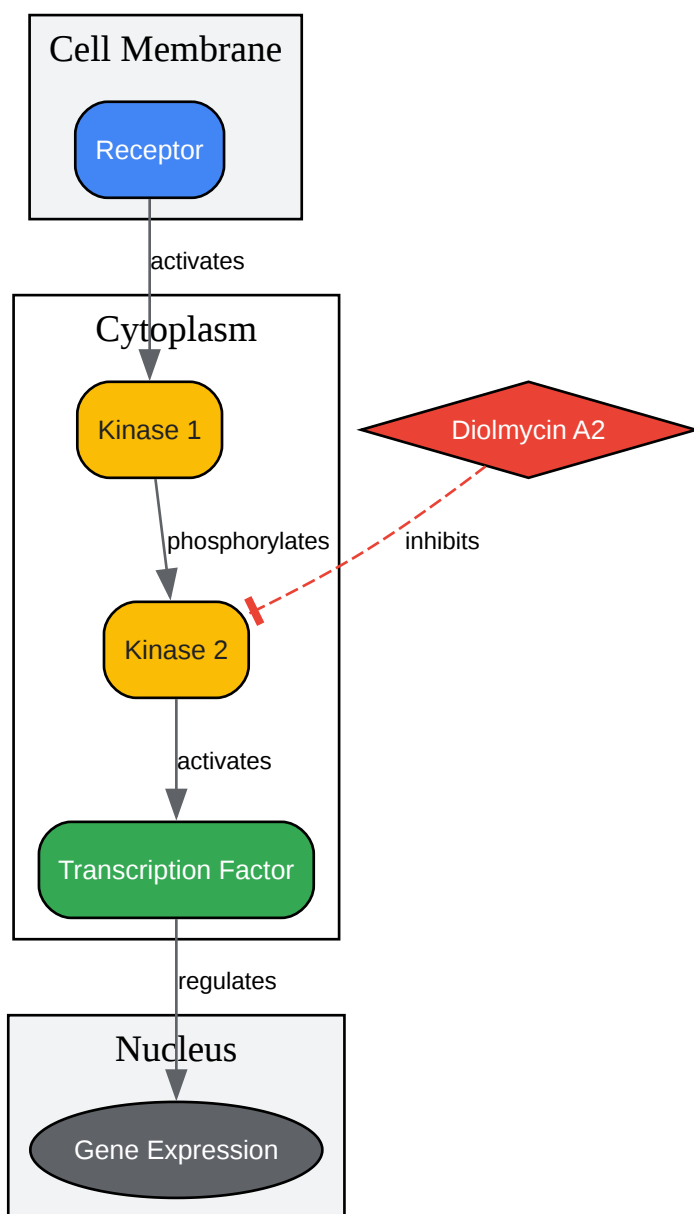 Cell Membrane
Receptor
activates
Cytoplasm
Kinase 1
Diolmycin A2
phosphorylates
inhibits
Kinase 2
activates
Transcription Factor
regulates
Nucleus
Gene Expression